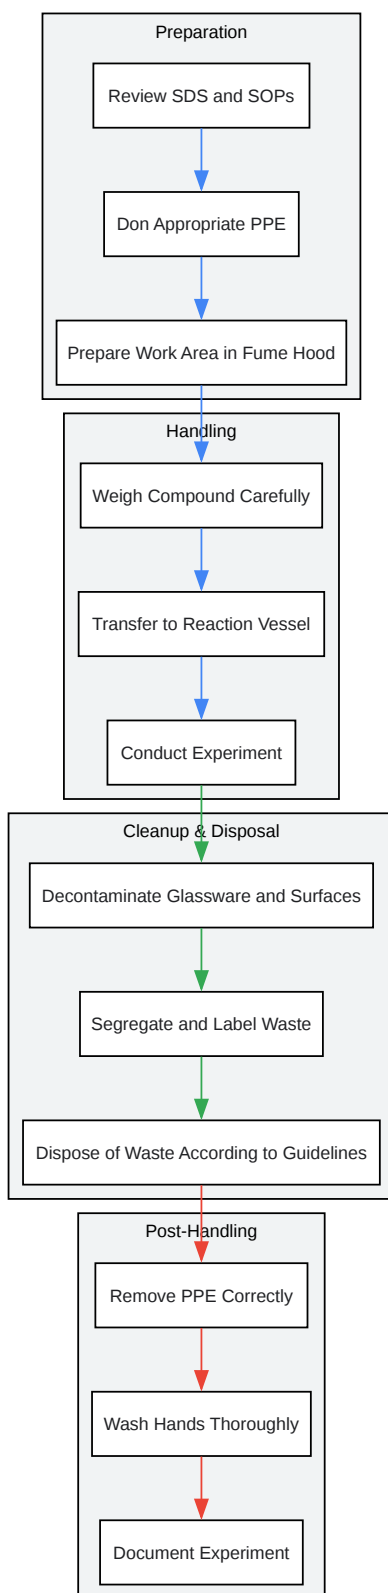 Preparation
Review SDS and SOPs
Don Appropriate PPE
Prepare Work Area in Fume Hood
Handling
Weigh Compound Carefully
Transfer to Reaction Vessel
Conduct Experiment
Cleanup & Disposal
Decontaminate Glassware and Surfaces
Segregate and Label Waste
Dispose of Waste According to Guidelines
Post-Handling
Remove PPE Correctly
Wash Hands Thoroughly
Document Experiment